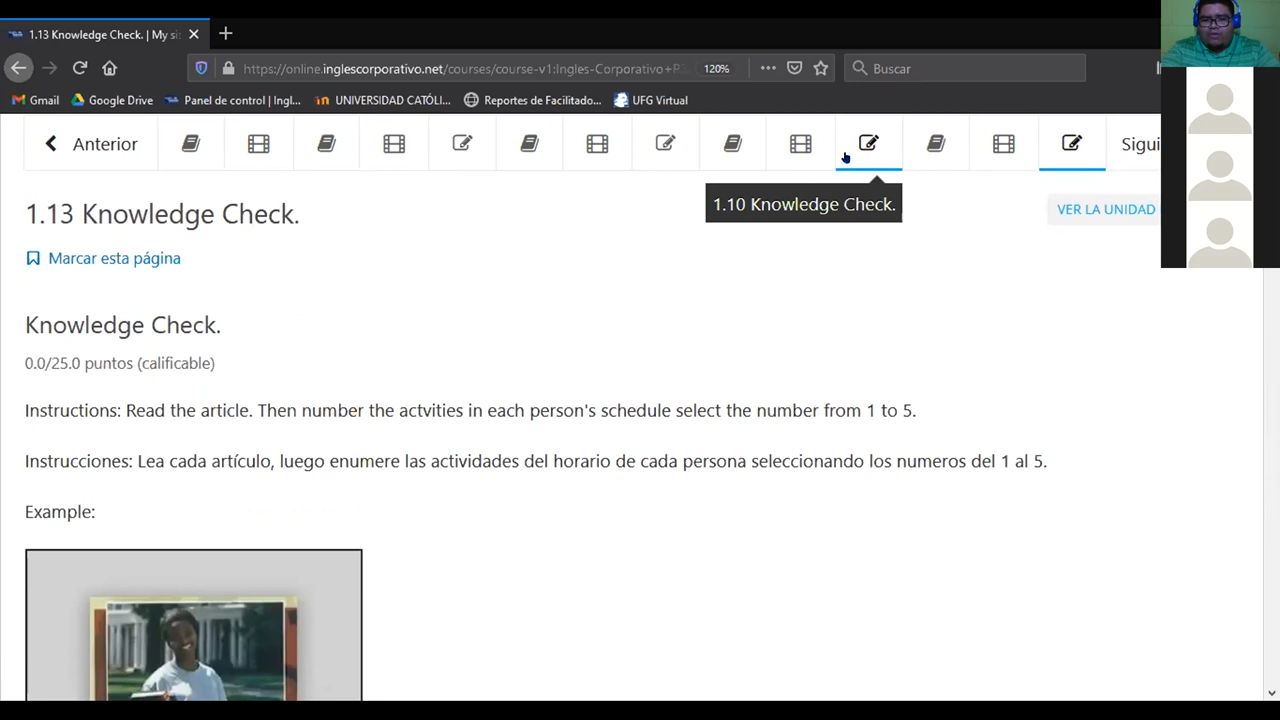 1.13 Knowledge Check. | My si
https://online.inglescorporativo.net/courses/course-v1:ingles-Corporativo+R
120%
Buscar
Gmail
Google Drive
Panel de control | Ingl...
UNIVERSIDAD CATÓLI...
Reportes de Facilitado...
UFG Virtual
Anterior
Sigui
1.10 Knowledge Check.
1.13 Knowledge Check.
VER LA UNIDAD
Marcar esta página
Knowledge Check.
0.0/25.0 puntos (calificable)
Instructions: Read the article. Then number the actvities in each person's schedule select the number from 1 to 5.
Instrucciones: Lea cada artículo, luego enumere las actividades del horario de cada persona seleccionando los numeros del 1 al 5.
Example: